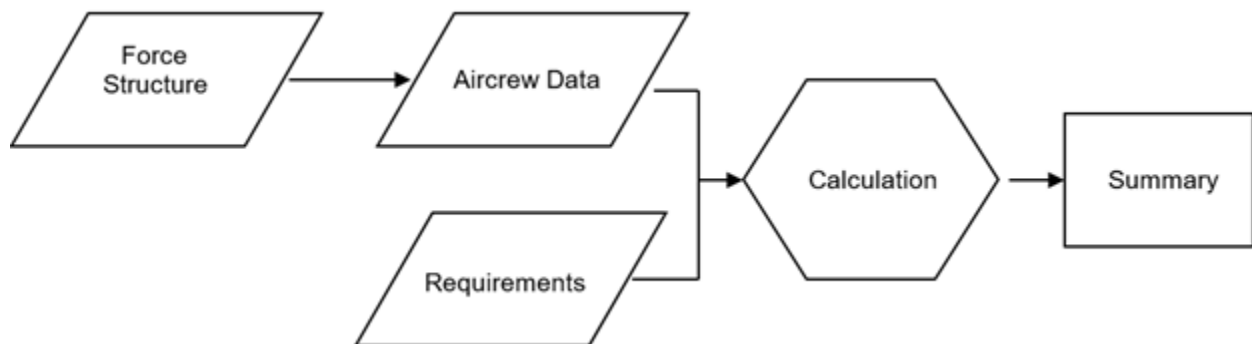 Force
Structure
Aircrew Data
Requirements
Calculation
Summary